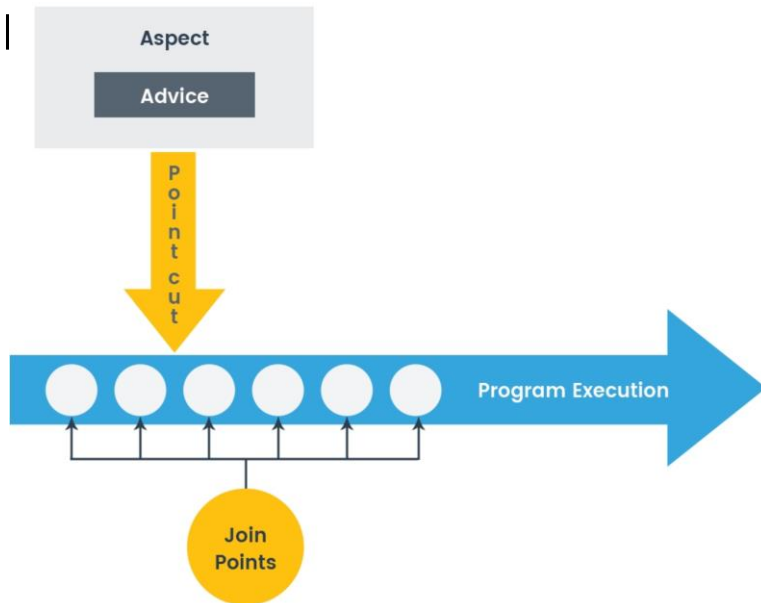 Aspect
Advice
Point cut
Program Execution
Join
Points